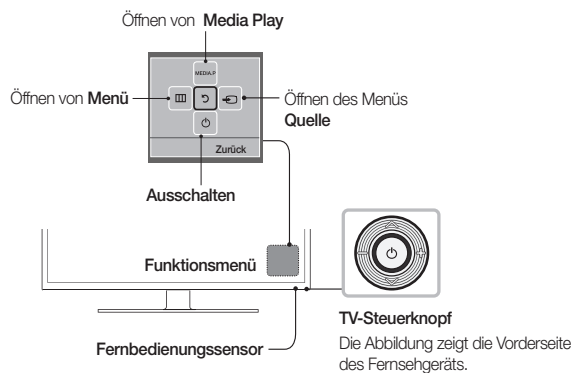 Öffnen von Media Play
MEDIA.P
Öffnen von Menü
Öffnen des Menüs
Quelle
Zurück
Ausschalten
Funktionsmenü
Fernbedienungssensor
TV-Steuerknopf
Die Abbildung zeigt die Vorderseite
des Fernsehgeräts.